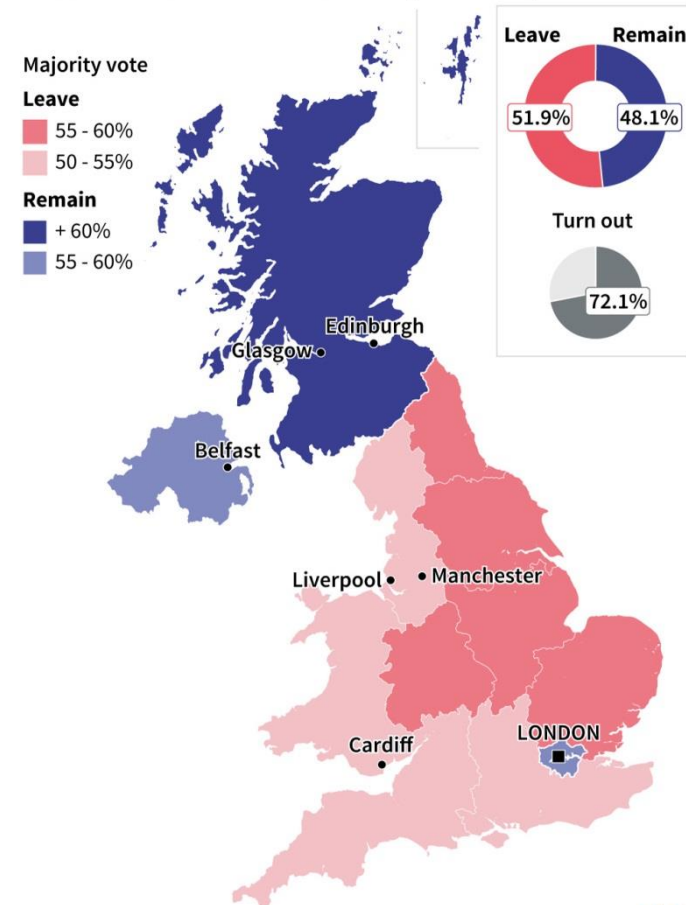 Majority vote
Leave
55 - 60%
50 - 55%
Remain
+ 60%
55 - 60%
Leave Remain
51.9% 48.1%
Turn out
72.1%
Edinburgh
Glasgow
Belfast
Liverpool
Manchester
Cardiff
LONDON